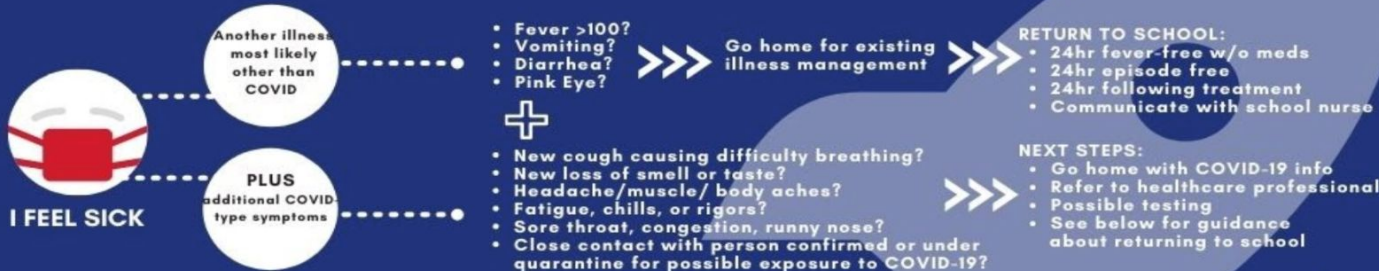 I FEEL SICK
Another illness
most likely
other than
COVID
• Fever >100?
• Vomiting?
• Diarrhea?
• Pink Eye?
Go home for existing
illness management
RETURN TO SCHOOL:
• 24hr fever-free w/o meds
• 24hr episode free
• 24hr following treatment
• Communicate with school nurse
PLUS
additional COVID-
type symptoms
• New cough causing difficulty breathing?
• New loss of smell or taste?
• Headache/muscle/ body aches?
• Fatigue, chills, or rigors?
• Sore throat, congestion, runny nose?
• Close contact with person confirmed or under
quarantine for possible exposure to COVID-19?
NEXT STEPS:
• Go home with COVID-19 info
• Refer to healthcare professional
• Possible testing
• See below for guidance
about returning to school